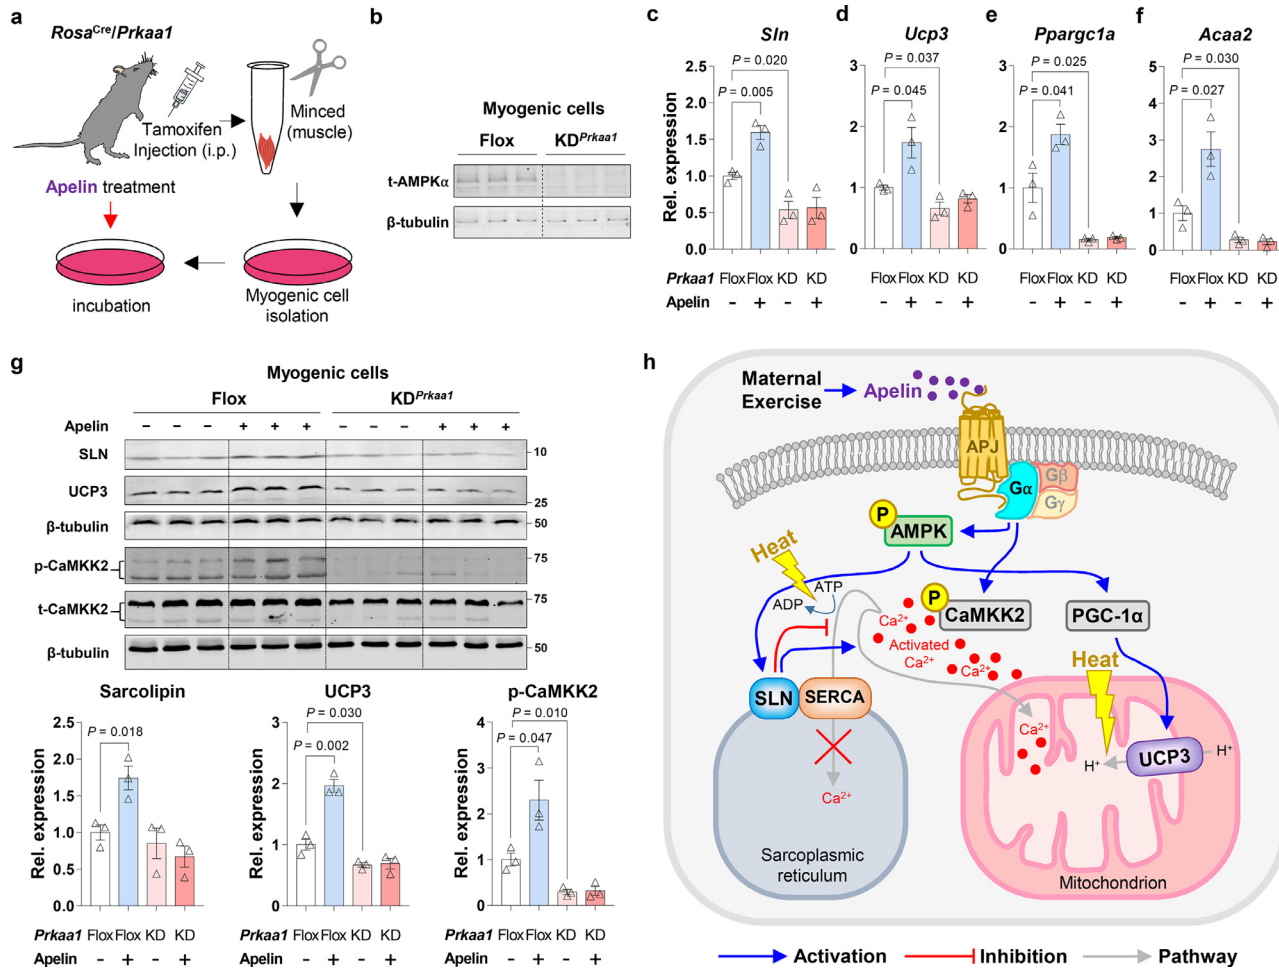 a
Rosa^Cre/Prkaa1
Tamoxifen
Injection (i.p.)
Minced
(muscle)
Apelin treatment
incubation
Myogenic cell
isolation
b
Myogenic cells
Flox KD^Prkaa1
t-AMPKα
β-tubulin
c
Sln
Rel. expression
2.5
2.0
1.5
1.0
0.5
0.0
P = 0.020
P = 0.005
d
Ucp3
3
2
1
0
P = 0.037
P = 0.045
e
Ppargc1a
3
2
1
0
P = 0.025
P = 0.041
f
Acaa2
5
4
3
2
1
0
P = 0.030
P = 0.027
Prkaa1 Flox Flox KD KD Flox Flox KD KD Flox Flox KD KD Flox Flox KD KD
Apelin - + - + - + - + - + - + - + - +
g
Myogenic cells
Flox KD^Prkaa1
Apelin - - - + + + - - - + + +
SLN 10
UCP3 25
β-tubulin 50
p-CaMKK2 75
t-CaMKK2 75
β-tubulin 50
Sarcolipin
Rel. expression
2.5
2.0
1.5
1.0
0.5
0.0
P = 0.018
Prkaa1 Flox Flox KD KD
Apelin - + - +
UCP3
Rel. expression
3
2
1
0
P = 0.030
P = 0.002
Prkaa1 Flox Flox KD KD
Apelin - + - +
p-CaMKK2
Rel. expression
4
3
2
1
0
P = 0.010
P = 0.047
Prkaa1 Flox Flox KD KD
Apelin - + - +
h
Maternal
Exercise
Apelin
APJ
Gα
Gβ
Gγ
P
AMPK
Heat
ATP
ADP
P
CaMKK2
PGC-1α
Ca²⁺
Activated
Ca²⁺
Ca²⁺
Heat
SLN
SERCA
Ca²⁺
Ca²⁺
H⁺
UCP3
H⁺
Sarcoplasmic
reticulum
Mitochondrion
Activation
Inhibition
Pathway